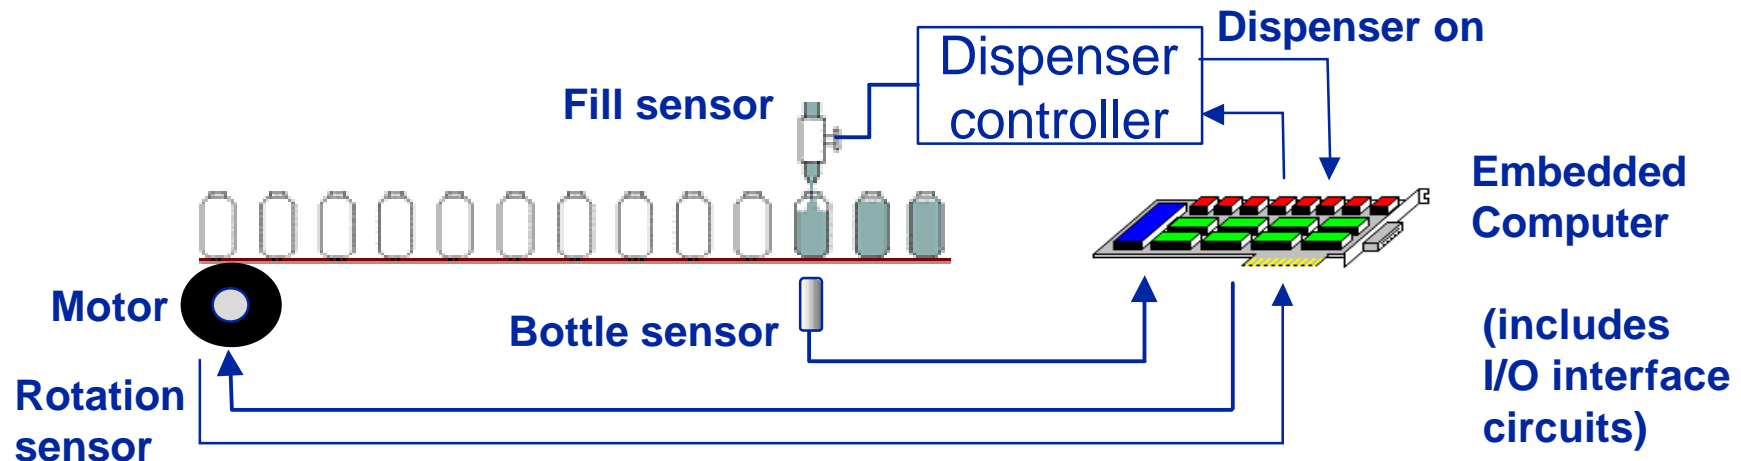 Dispenser on
Dispenser
controller
Fill sensor
Embedded
Computer
Motor
Bottle sensor
(includes
I/O interface
circuits)
Rotation
sensor